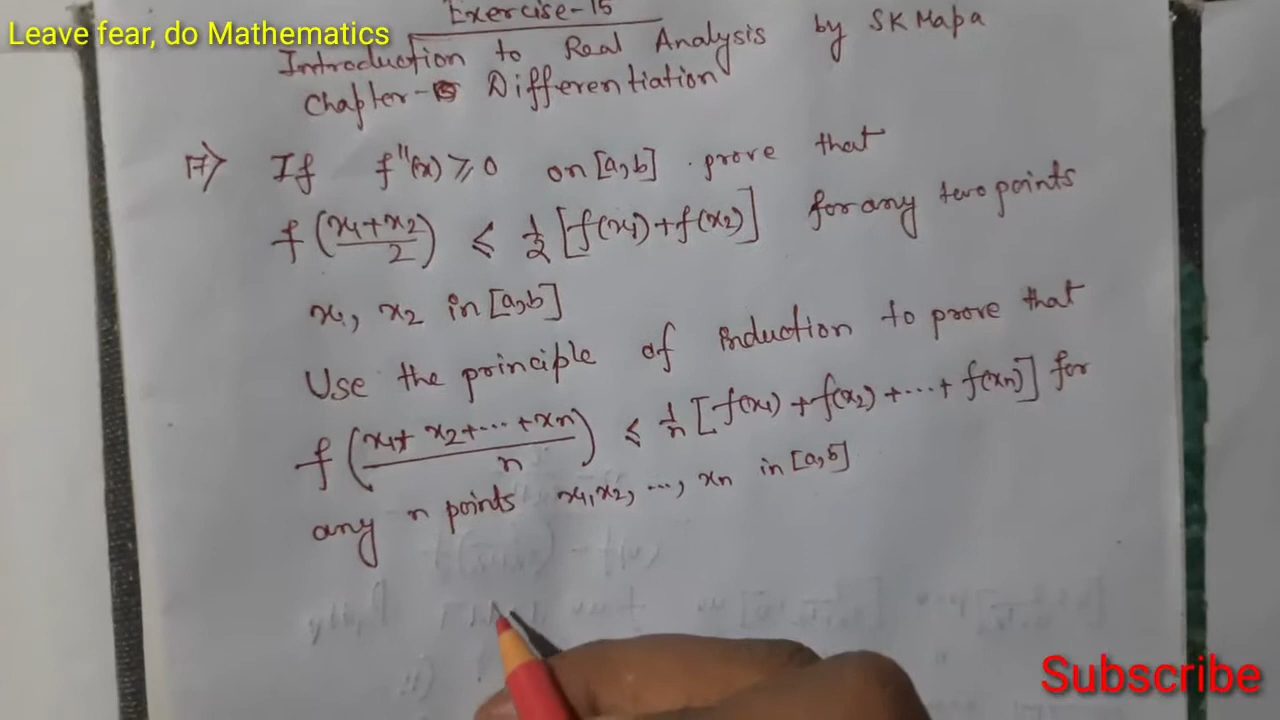 Leave fear, do Mathematics
Exercise-15
Introduction to Real Analysis by SK Mapa
Chapter- Differentiation
17> If f''(x) ⩾ 0 on [a,b] . prove that
f((x₁+x₂)/2) ⩽ 1/2 [f(x₁)+f(x₂)] for any two points
x₁, x₂ in [a,b]
Use the principle of induction to prove that
f((x₁+x₂+...+xn)/n) ⩽ 1/n [f(x₁)+f(x₂)+...+f(xn)] for
any n points x₁,x₂, ..., xn in [a,b]
Subscribe